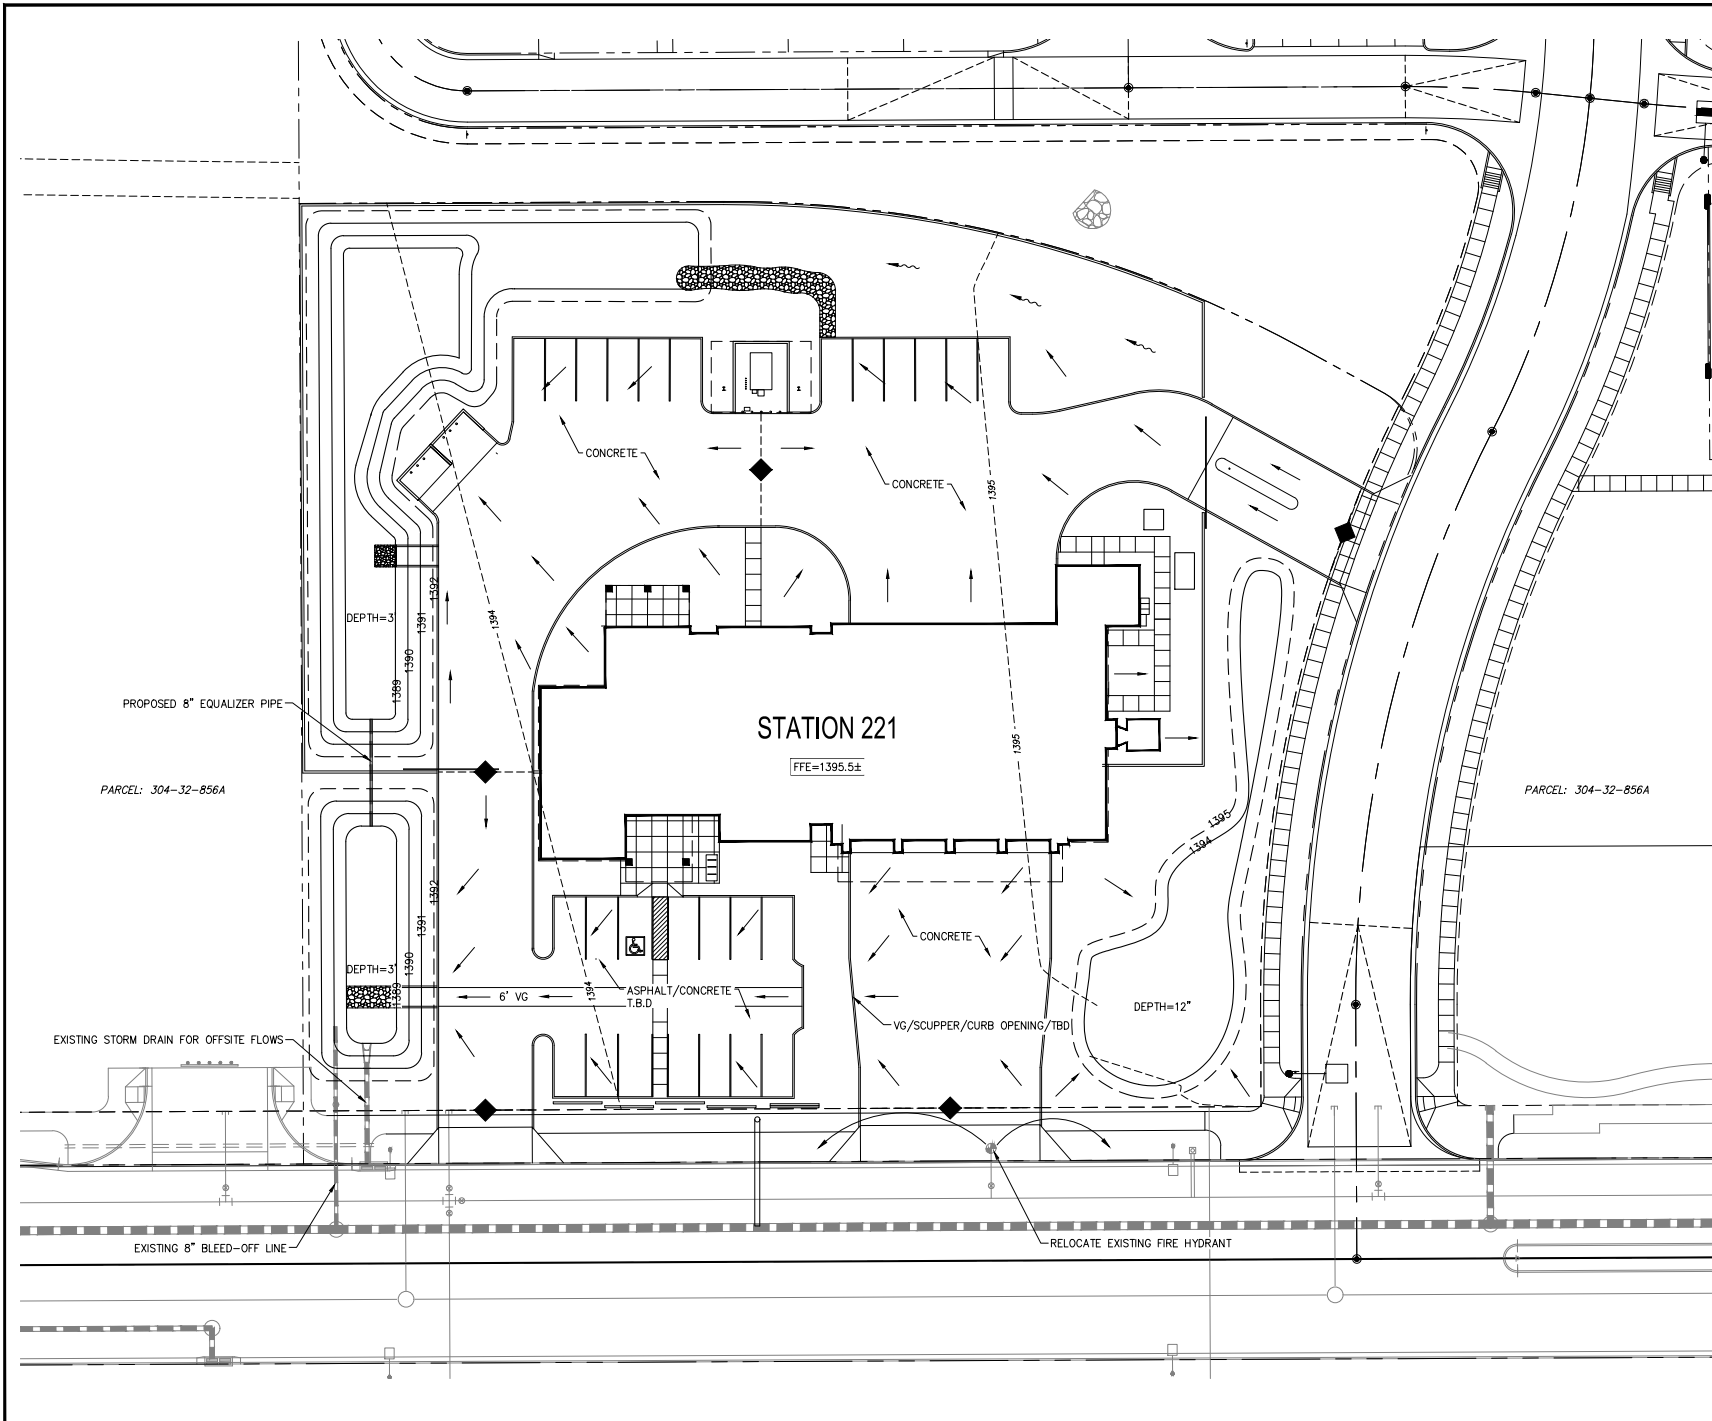 CONCRETE
CONCRETE
1395
1392
DEPTH=3'
1394
1391
1390
1389
PROPOSED 8" EQUALIZER PIPE
STATION 221
FFE=1395.5±
1395
PARCEL: 304-32-856A
PARCEL: 304-32-856A
1395
1394
1392
1391
CONCRETE
1390
DEPTH=3'
1389
6' VG
1394
ASPHALT/CONCRETE
T.B.D
DEPTH=12"
VG/SCUPPER/CURB OPENING/TBD
EXISTING STORM DRAIN FOR OFFSITE FLOWS
EXISTING 8" BLEED-OFF LINE
RELOCATE EXISTING FIRE HYDRANT